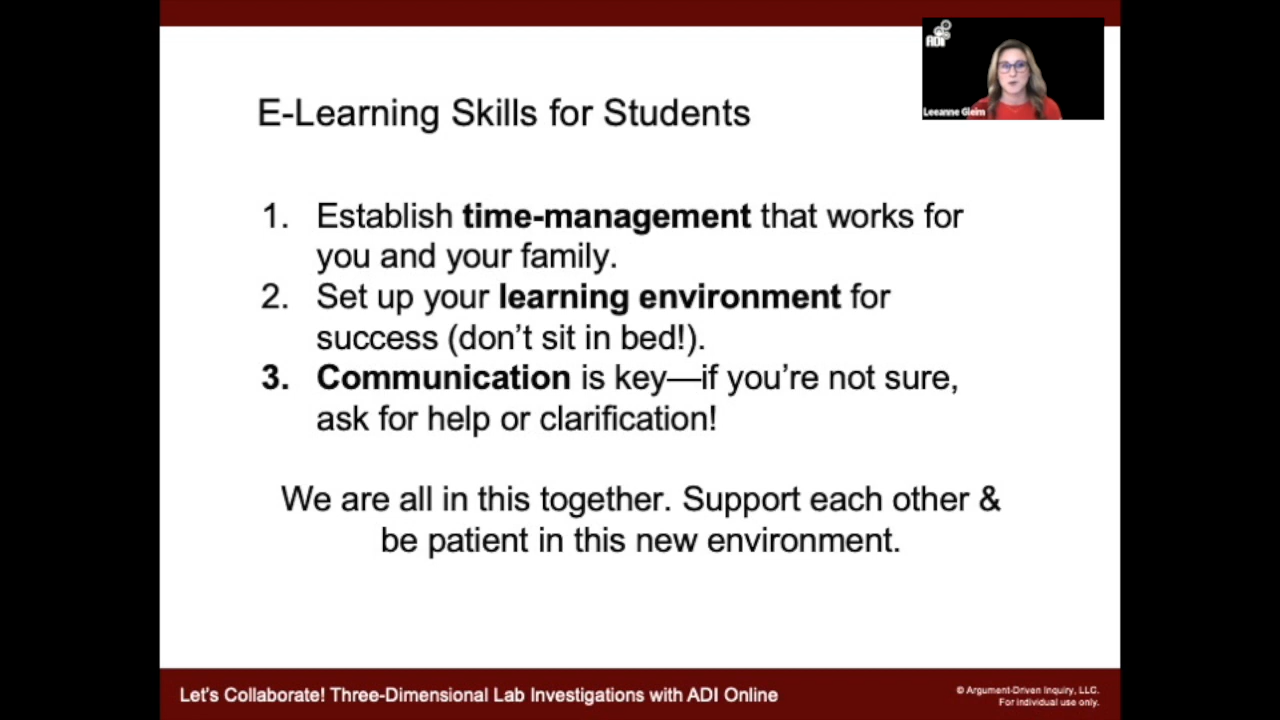 ADI
Leeanne Gleim
E-Learning Skills for Students
1. Establish time-management that works for
you and your family.
2. Set up your learning environment for
success (don’t sit in bed!).
3. Communication is key—if you’re not sure,
ask for help or clarification!
We are all in this together. Support each other &
be patient in this new environment.
Let's Collaborate! Three-Dimensional Lab Investigations with ADI Online
© Argument-Driven Inquiry, LLC.
For individual use only.